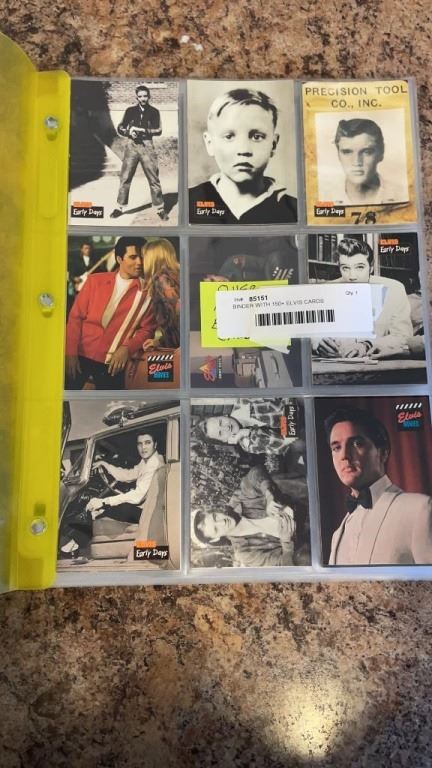 ELVIS
Early Days
ELVIS
Early Days
PRECISION TOOL
CO., INC.
ELVIS
Early Days
78
Elvis
MOVIES
OVER
85151
Qty: 1
BINDER WITH 150+ ELVIS CARDS
ELVIS
Early Days
ELVIS
Early Days
ELVIS
Early Days
Elvis
MOVIES